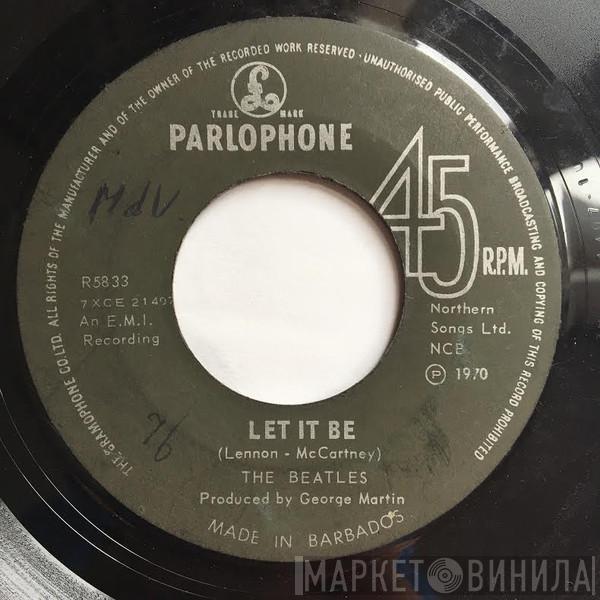 THE GRAMOPHONE CO. LTD. ALL RIGHTS OF THE MANUFACTURER AND OF THE OWNER OF THE RECORDED WORK RESERVED · UNAUTHORISED PUBLIC PERFORMANCE BROADCASTING AND COPYING OF THIS RECORD PROHIBITED
£
TRADE MARK
PARLOPHONE
45
R.P.M.
MdV
R5833
7XCE 21497
An E.M.I.
Recording
Northern
Songs Ltd.
NCB
Ⓟ 1970
LET IT BE
(Lennon - McCartney)
THE BEATLES
Produced by George Martin
MADE IN BARBADOS
МАРКЕТ ВИНИЛА